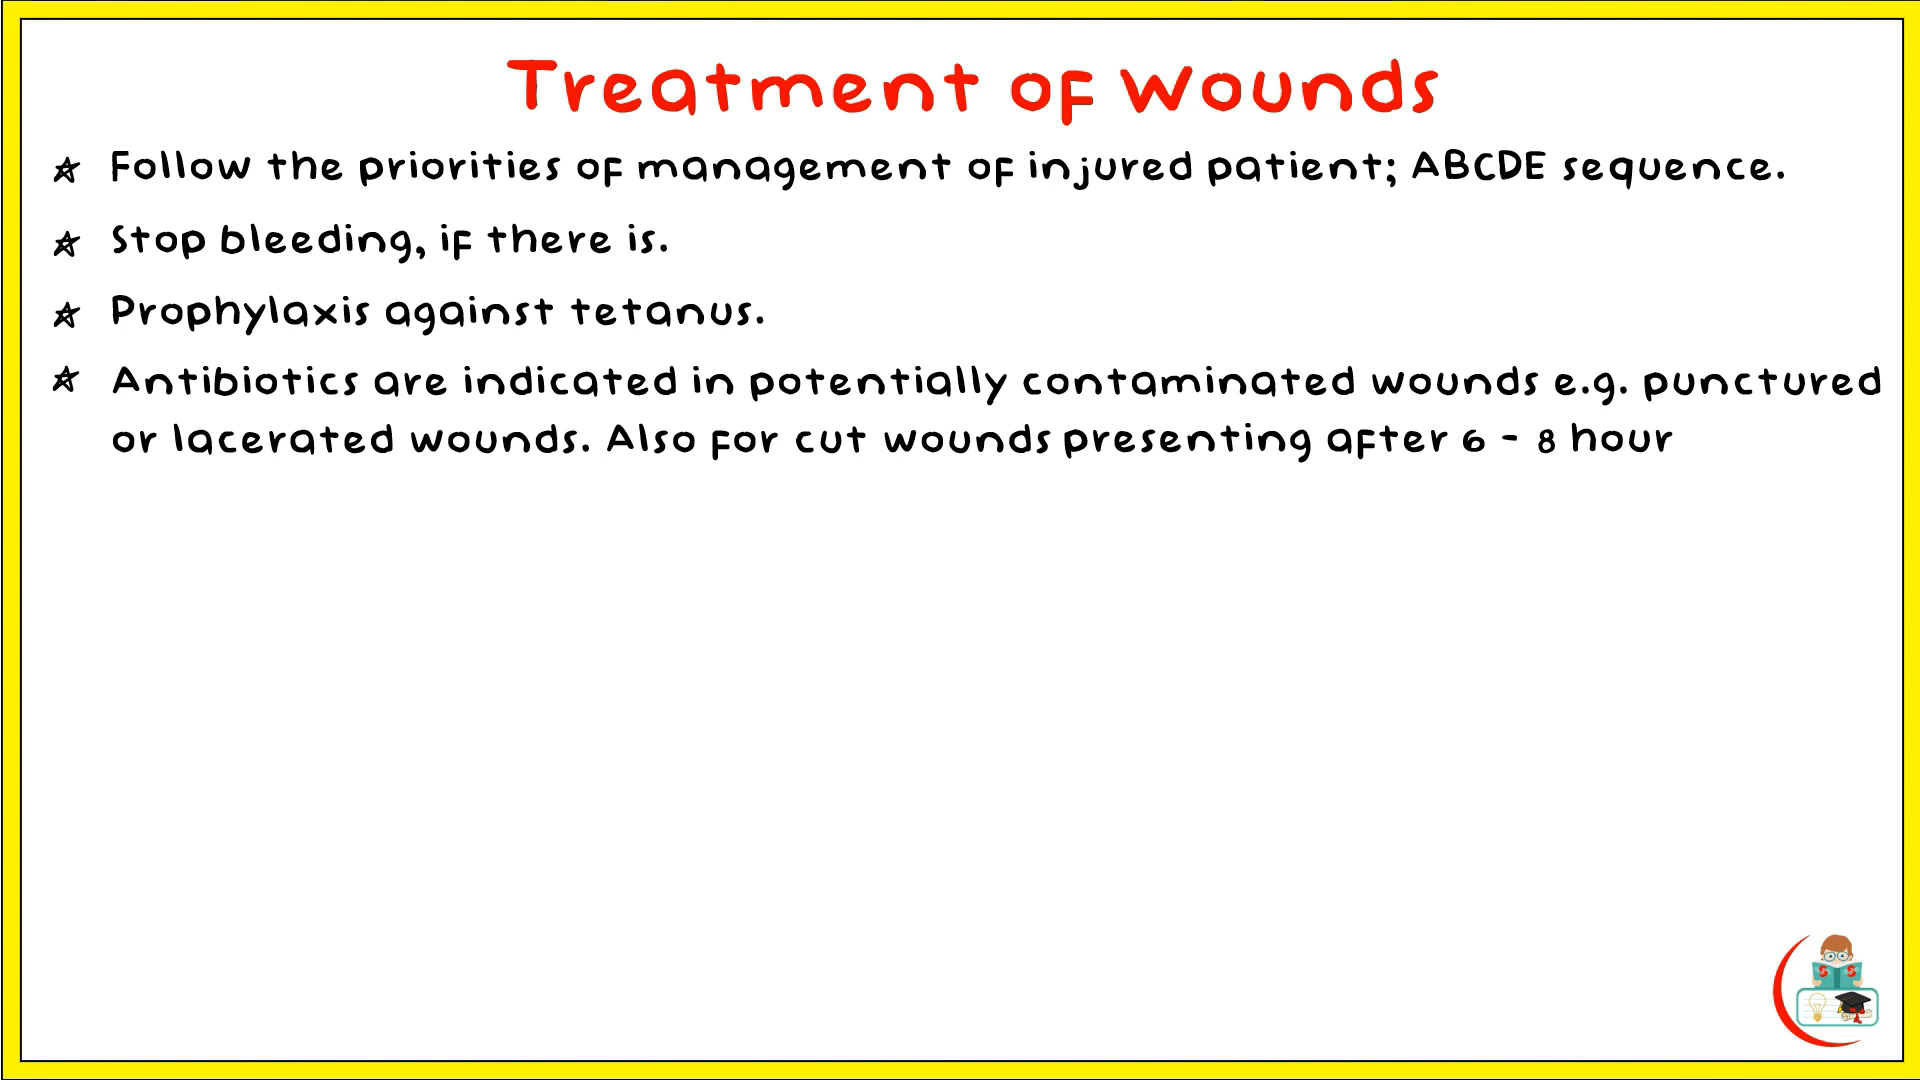 Treatment of Wounds
Follow the priorities of management of injured patient; ABCDE sequence.
Stop bleeding, if there is.
Prophylaxis against tetanus.
Antibiotics are indicated in potentially contaminated wounds e.g. punctured
or lacerated wounds. Also for cut wounds presenting after 6 - 8 hour